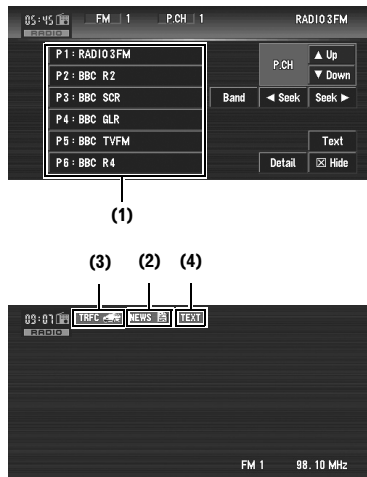 05:45 FM 1 P.CH 1 RADIO3FM
RADIO
P1: RADIO3FM
P2: BBC R2
P3: BBC SCR
P4: BBC GLR
P5: BBC TVFM
P6: BBC R4
P.CH
▲ Up
▼ Down
Band ◄ Seek Seek ►
Text
Detail ☒ Hide
(1)
(3) (2) (4)
09:07 TRFC NEWS TEXT
RADIO
FM 1 98.10 MHz